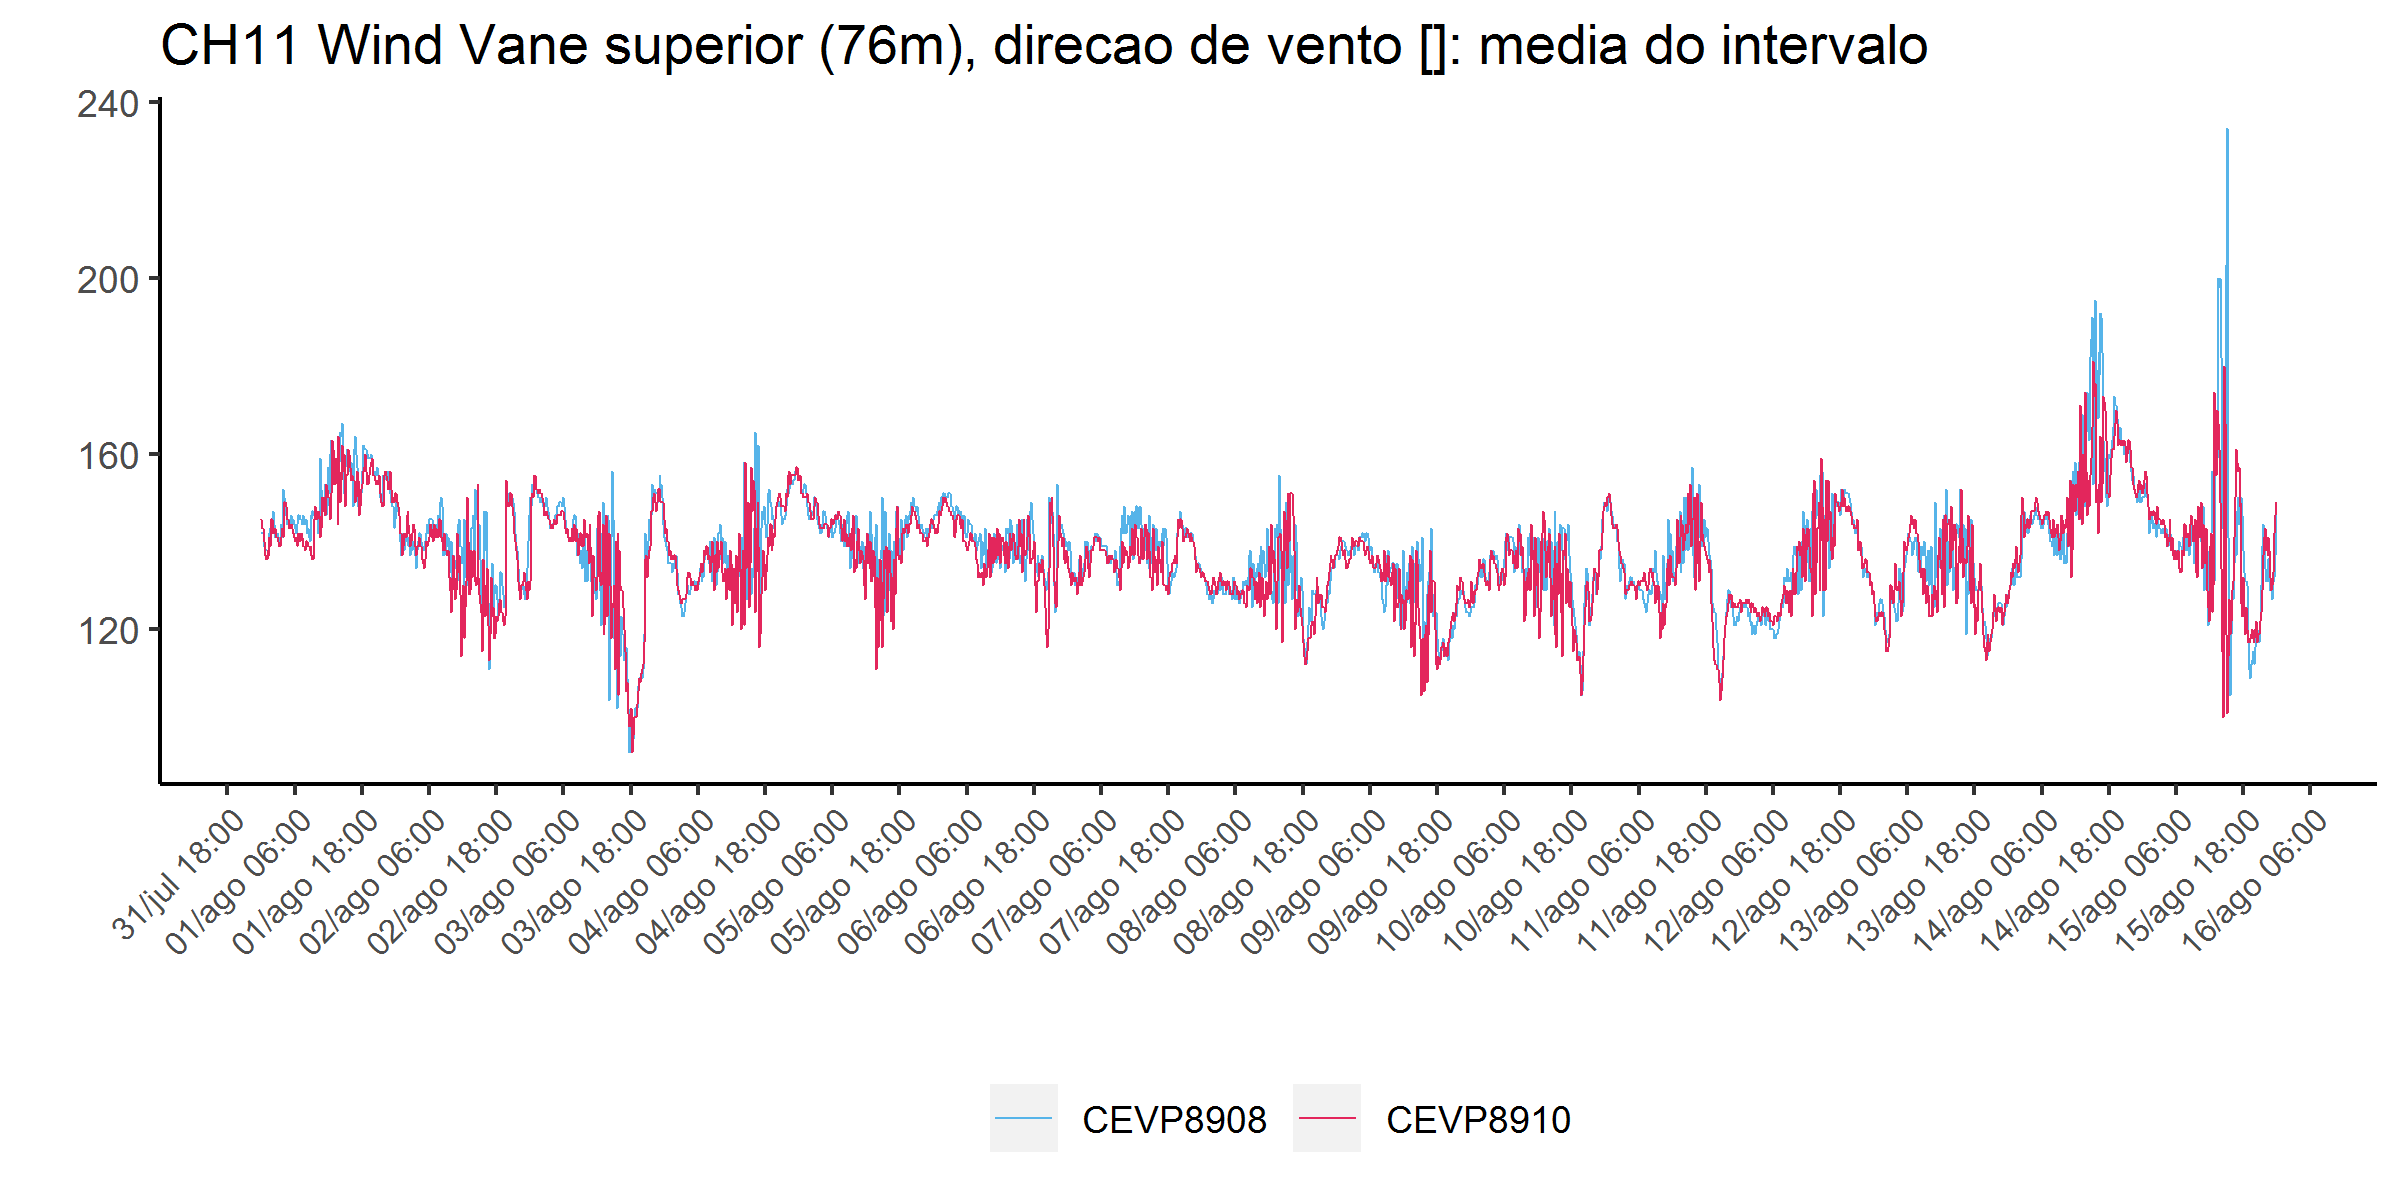 CH11 Wind Vane superior (76m), direcao de vento []: media do intervalo
240
200
160
120
31/jul 18:00
01/ago 06:00
01/ago 18:00
02/ago 06:00
02/ago 18:00
03/ago 06:00
03/ago 18:00
04/ago 06:00
04/ago 18:00
05/ago 06:00
05/ago 18:00
06/ago 06:00
06/ago 18:00
07/ago 06:00
07/ago 18:00
08/ago 06:00
08/ago 18:00
09/ago 06:00
09/ago 18:00
10/ago 06:00
10/ago 18:00
11/ago 06:00
11/ago 18:00
12/ago 06:00
12/ago 18:00
13/ago 06:00
13/ago 18:00
14/ago 06:00
14/ago 18:00
15/ago 06:00
15/ago 18:00
16/ago 06:00
CEVP8908
CEVP8910